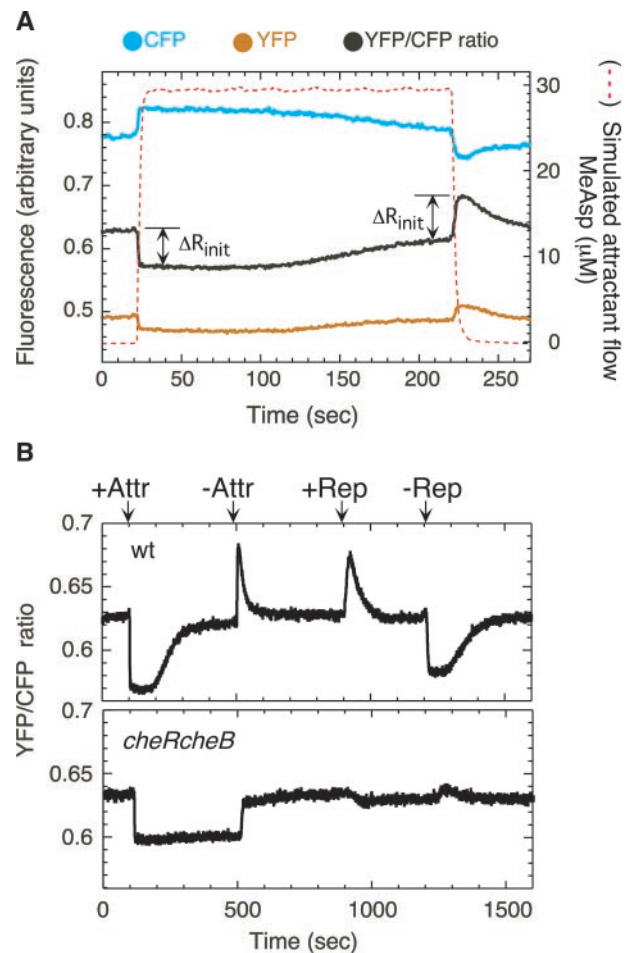 A
CFP YFP YFP/CFP ratio
Fluorescence (arbitrary units)
0.8
0.7
0.6
0.5
ΔRinit
ΔRinit
30
20
10
0
(---) Simulated attractant flow
MeAsp (μM)
0 50 100 150 200 250
Time (sec)
B
+Attr -Attr +Rep -Rep
YFP/CFP ratio
0.7
wt
0.65
0.6
0.7
cheRcheB
0.65
0.6
0 500 1000 1500
Time (sec)